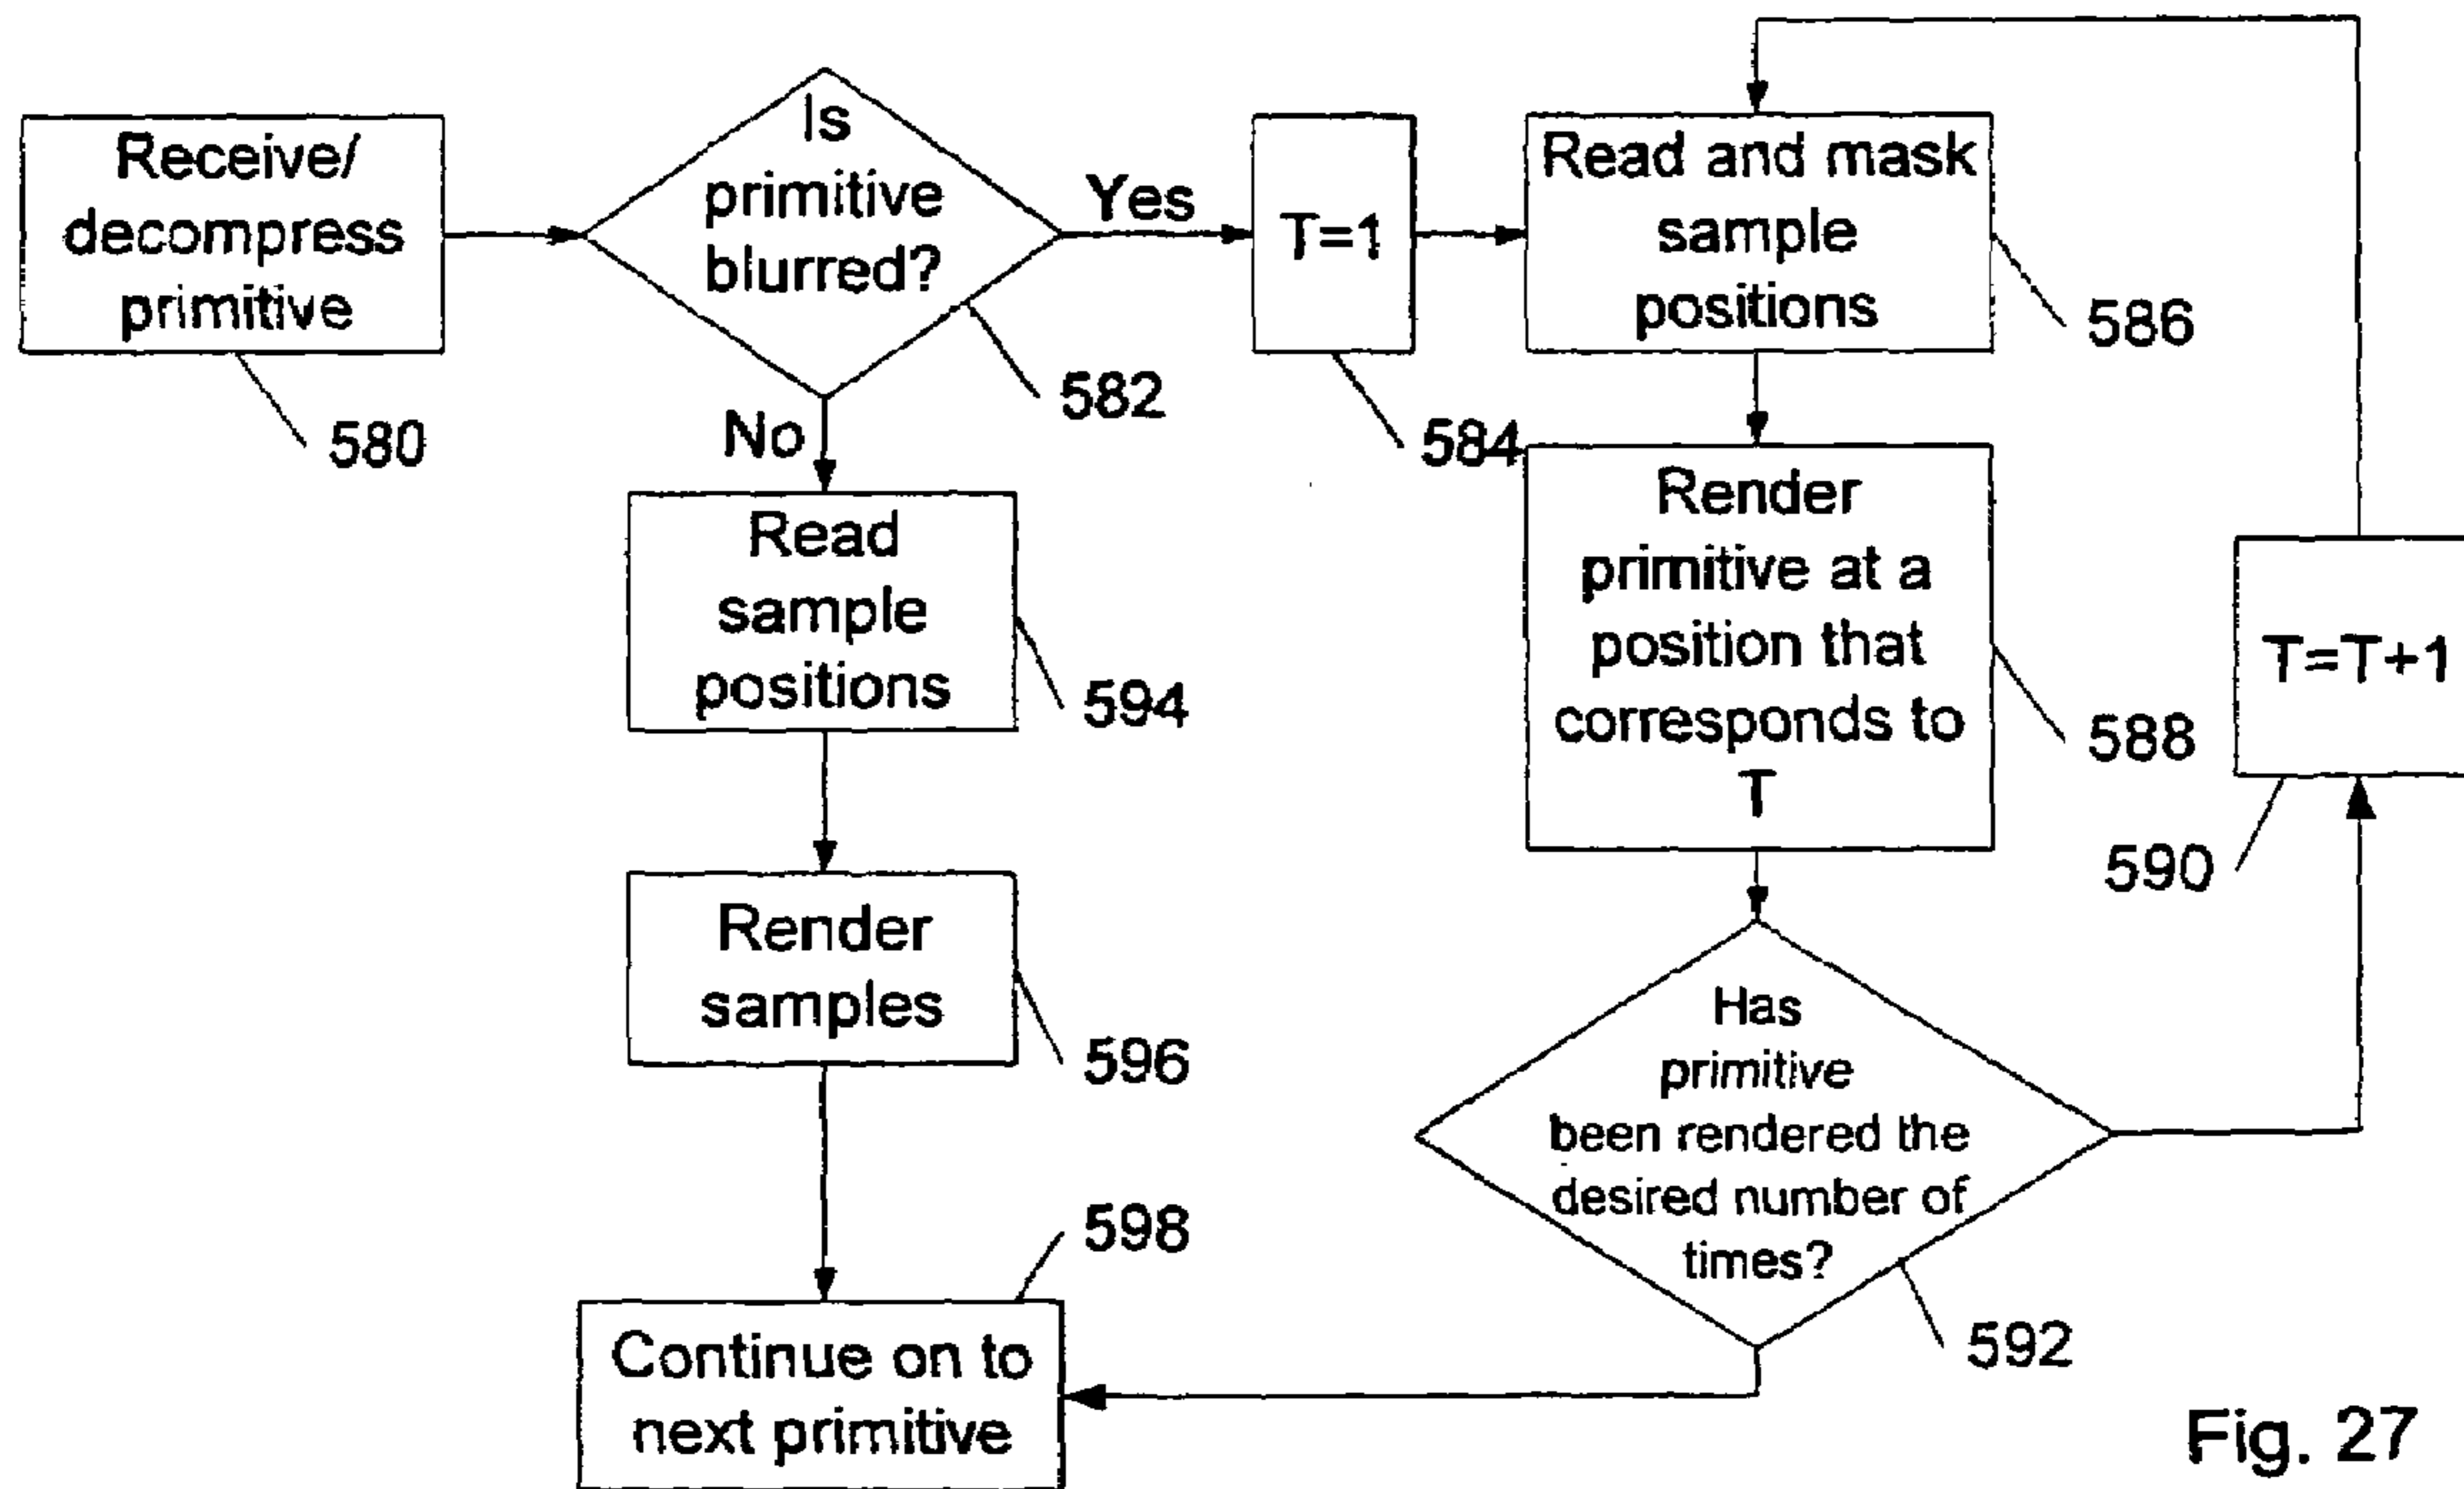 Receive/
decompress
primitive
580
Is
primitive
blurred?
582
Yes
No
T=1
584
Read and mask
sample
positions
586
Render
primitive at a
position that
corresponds to
T
588
T=T+1
590
Has
primitive
been rendered the
desired number of
times?
592
Read
sample
positions
594
Render
samples
596
598
Continue on to
next primitive
Fig. 27